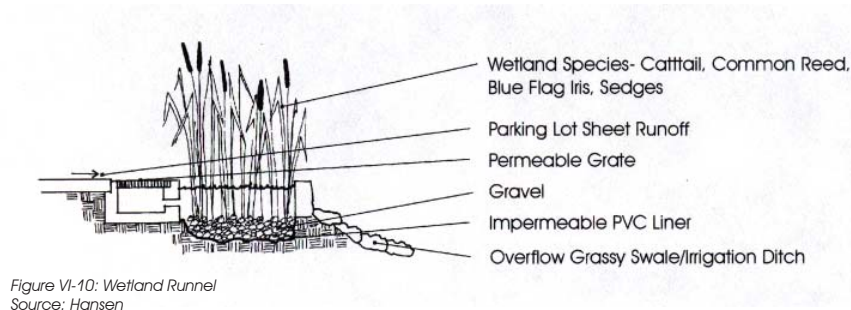 Wetland Species- Catttail, Common Reed,
Blue Flag Iris, Sedges
Parking Lot Sheet Runoff
Permeable Grate
Gravel
Impermeable PVC Liner
Overflow Grassy Swale/Irrigation Ditch
Figure VI-10: Wetland Runnel
Source: Hansen